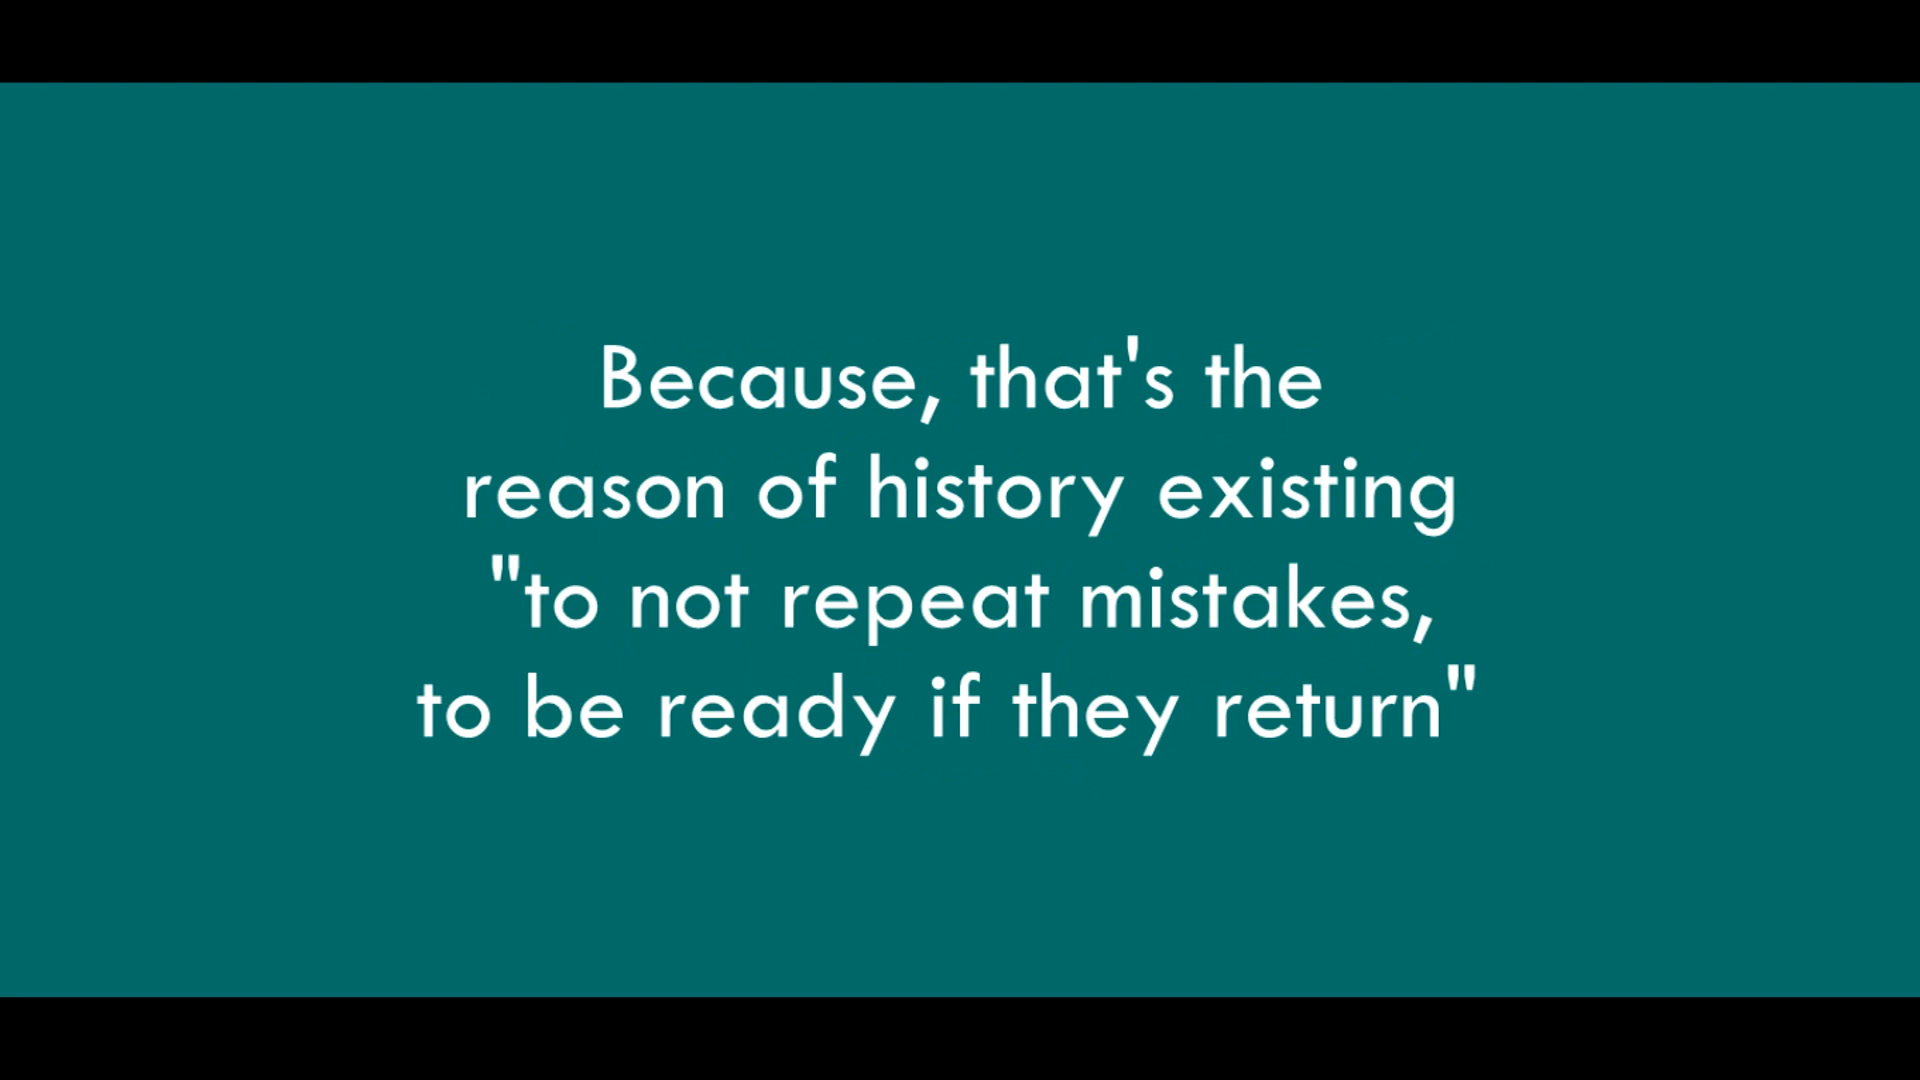 Because, that's the
reason of history existing
"to not repeat mistakes,
to be ready if they return"